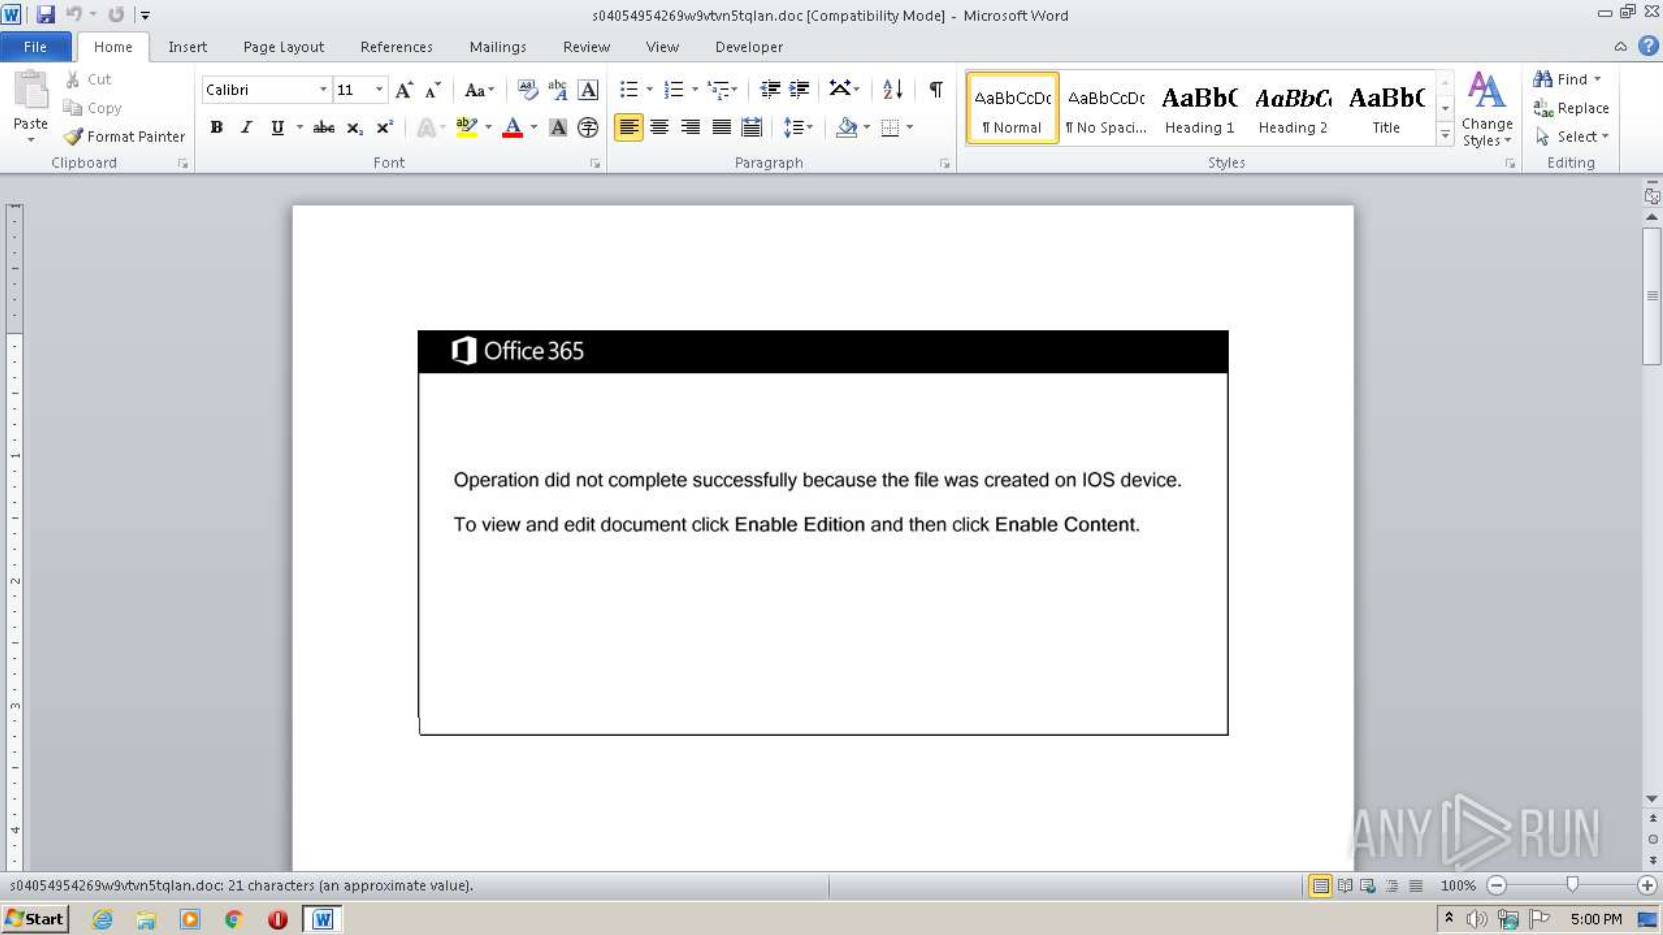 s04054954269w9vtvn5tqlan.doc [Compatibility Mode] - Microsoft Word
File Home Insert Page Layout References Mailings Review View Developer
Paste
Cut
Copy
Format Painter
Clipboard
Calibri 11
Font
Paragraph
AaBbCcDc AaBbCcDc AaBbC AaBbCc AaBbC
¶ Normal ¶ No Spaci... Heading 1 Heading 2 Title
Change Styles
Styles
Find
Replace
Select
Editing
Office 365
Operation did not complete successfully because the file was created on IOS device.
To view and edit document click Enable Edition and then click Enable Content.
ANY RUN
s04054954269w9vtvn5tqlan.doc: 21 characters (an approximate value).
100%
Start
5:00 PM